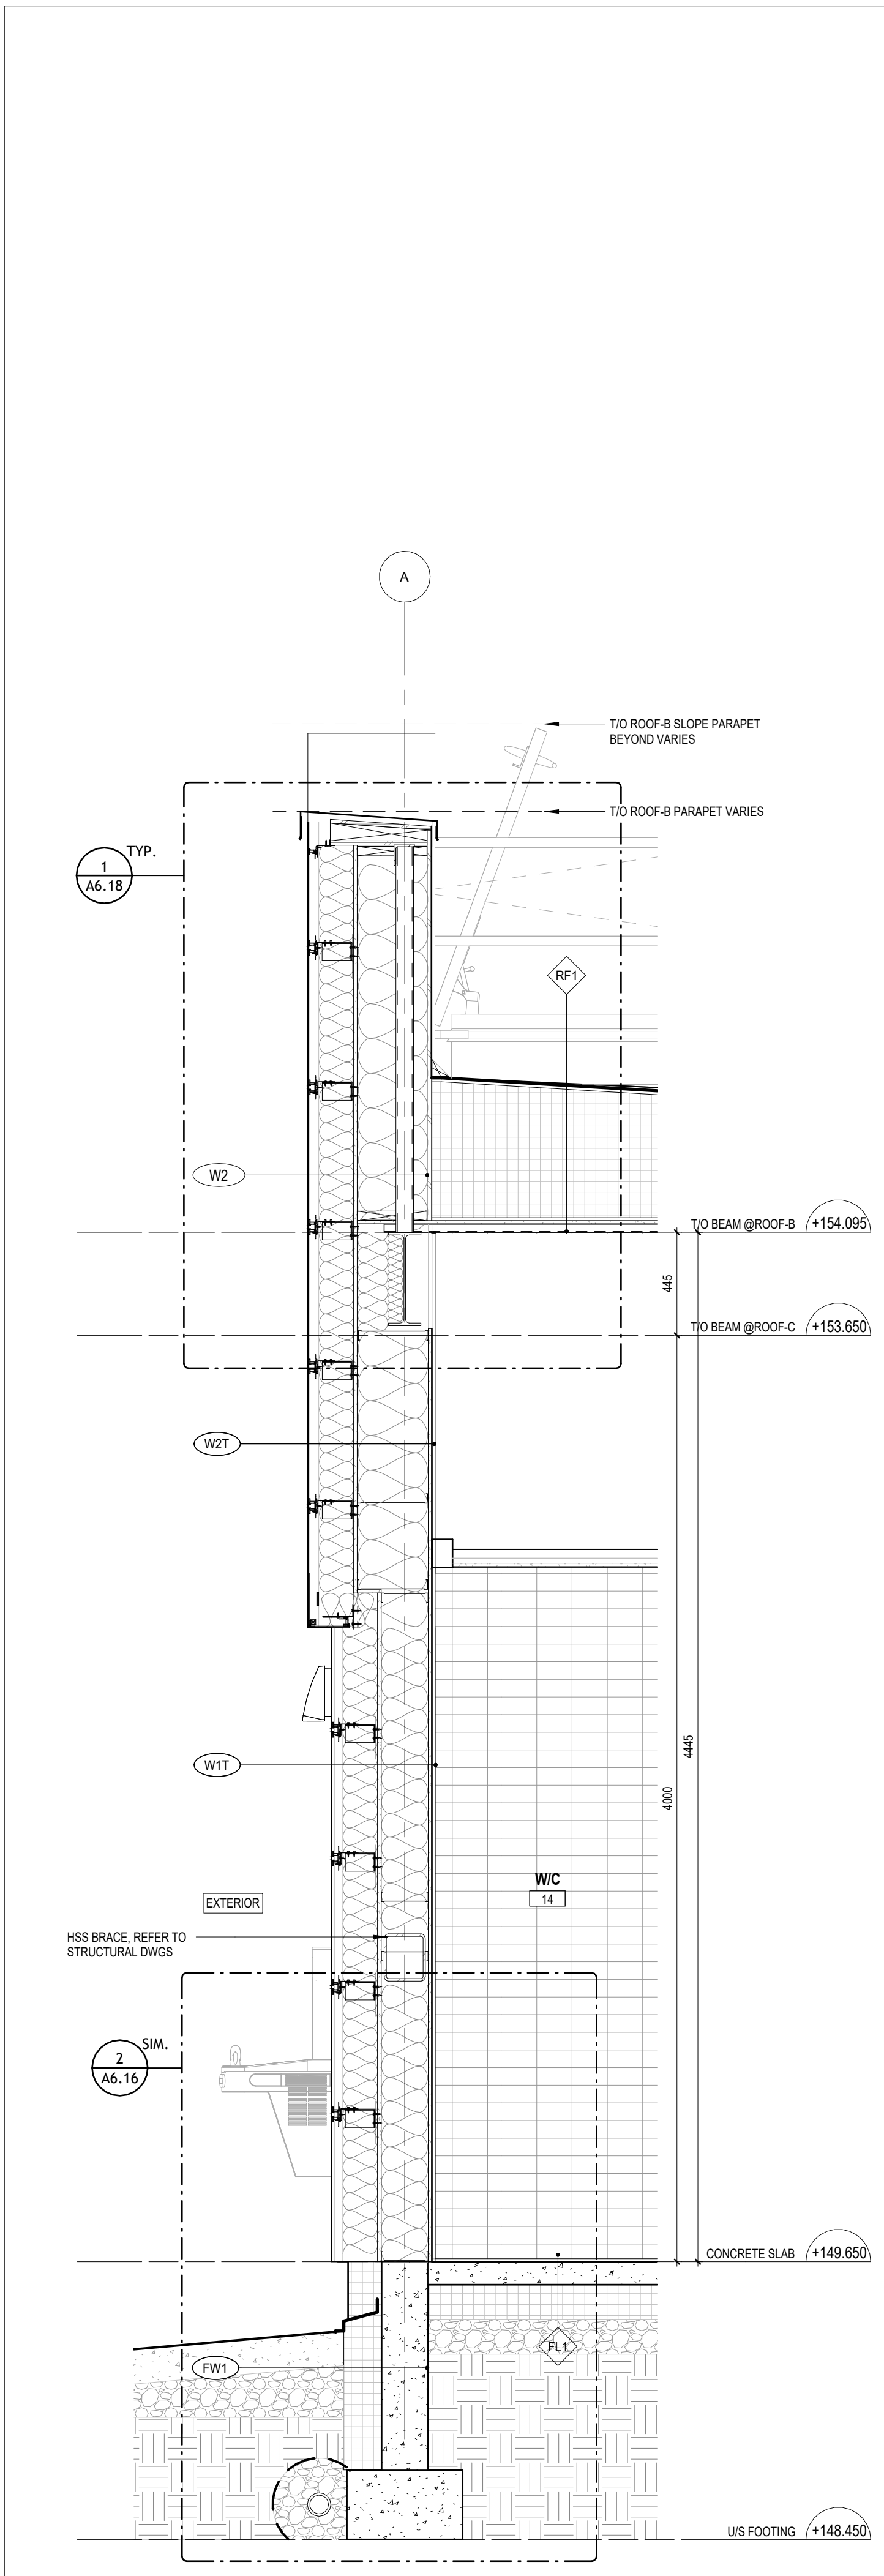 A
T/O ROOF-B SLOPE PARAPET
BEYOND VARIES
T/O ROOF-B PARAPET VARIES
TYP.
1
A6.18
RF1
W2
T/O BEAM @ROOF-B
+154.095
445
T/O BEAM @ROOF-C
+153.650
W2T
4445
W1T
4000
W/C
14
EXTERIOR
HSS BRACE, REFER TO
STRUCTURAL DWGS
SIM.
2
A6.16
CONCRETE SLAB
+149.650
FL1
FW1
U/S FOOTING
+148.450